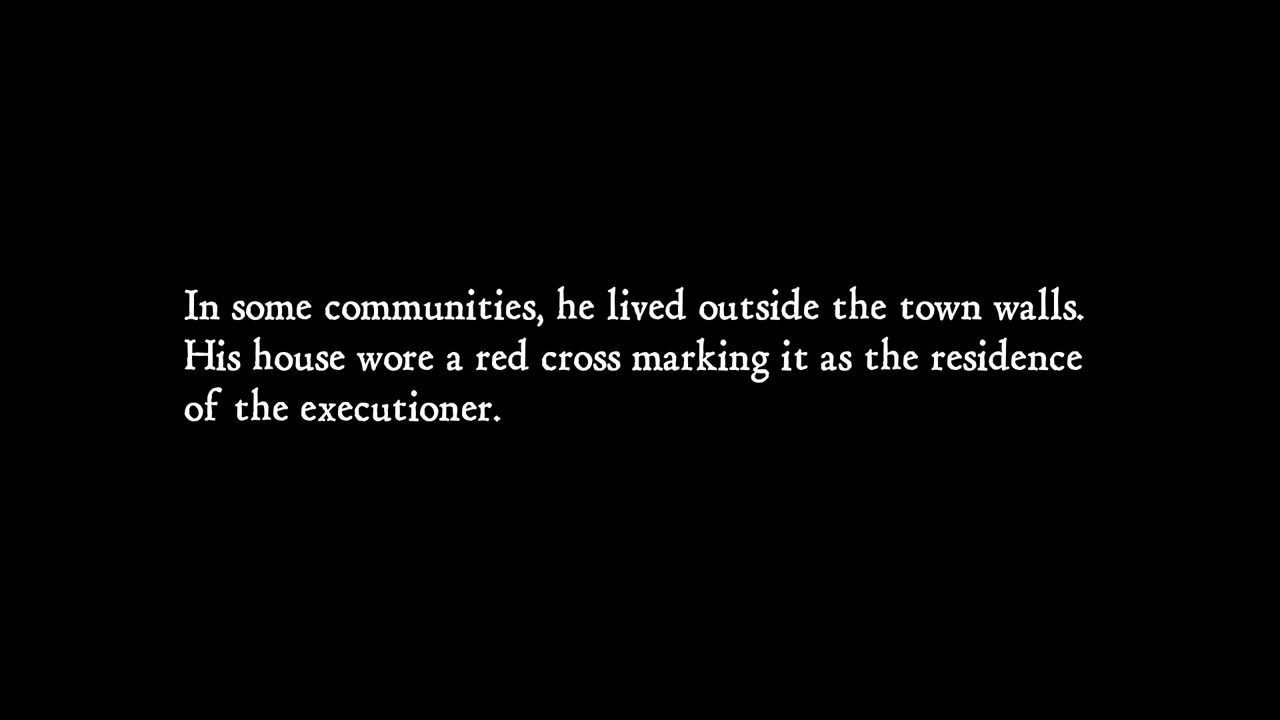 In some communities, he lived outside the town walls.
His house wore a red cross marking it as the residence
of the executioner.